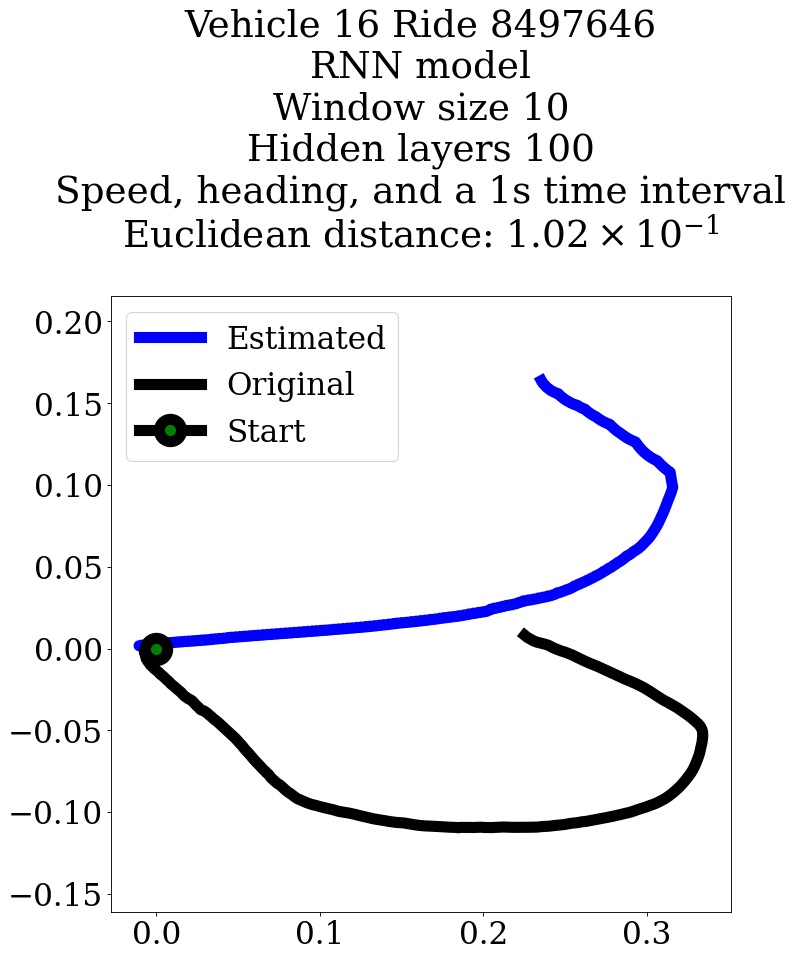 Vehicle 16 Ride 8497646
RNN model
Window size 10
Hidden layers 100
Speed, heading, and a 1s time interval
Euclidean distance: 1.02 × 10⁻¹
Estimated
Original
Start
0.20
0.15
0.10
0.05
0.00
−0.05
−0.10
−0.15
0.0 0.1 0.2 0.3